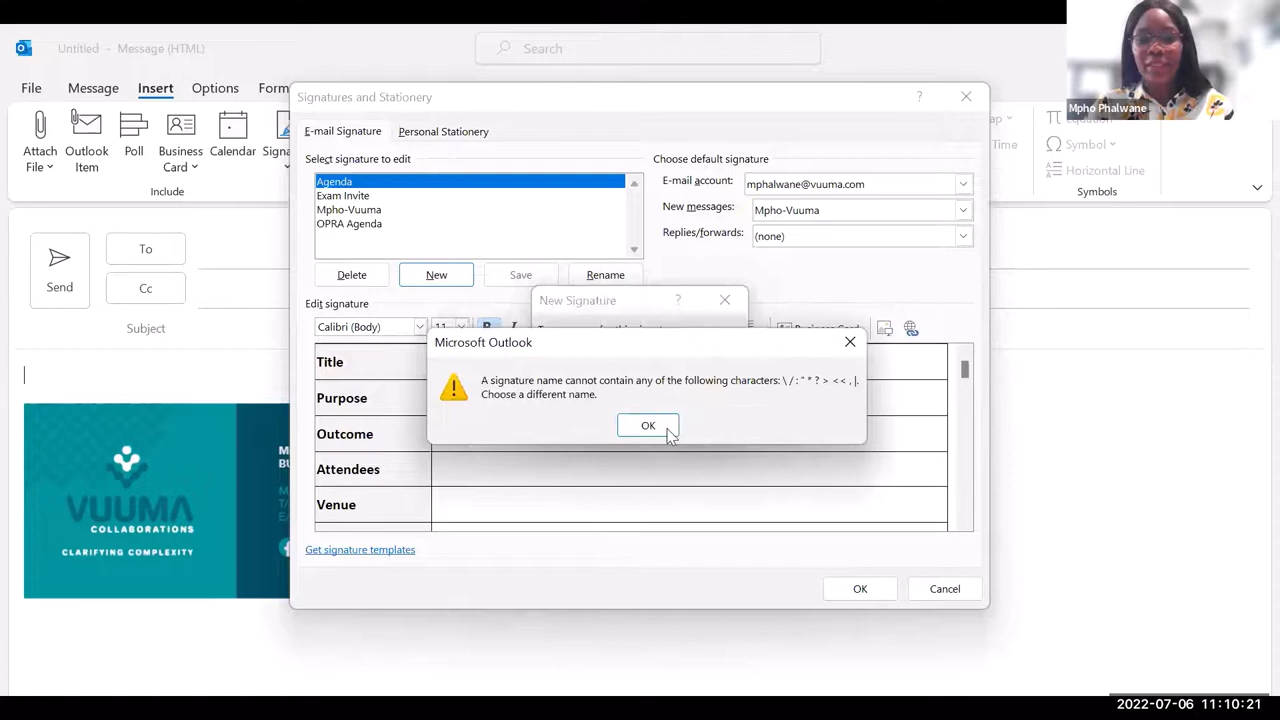 Untitled - Message (HTML)
Search
Mpho Phalwane
File Message Insert Options
Attach File
Outlook Item
Poll
Business Card
Calendar
Include
Time
Symbol
Horizontal Line
Symbols
Send
To
Cc
Subject
VUUMA
COLLABORATIONS
CLARIFYING COMPLEXITY
Signatures and Stationery
E-mail Signature Personal Stationery
Select signature to edit
Agenda
Exam Invite
Mpho-Vuuma
OPRA Agenda
Delete New Save Rename
Choose default signature
E-mail account: mphalwane@vuuma.com
New messages: Mpho-Vuuma
Replies/forwards: (none)
Edit signature
Calibri (Body) 11 B I
New Signature
Microsoft Outlook
A signature name cannot contain any of the following characters: \ / : " * ? > < < , |.
Choose a different name.
OK
Title
Purpose
Outcome
Attendees
Venue
Get signature templates
OK Cancel
2022-07-06 11:10:21